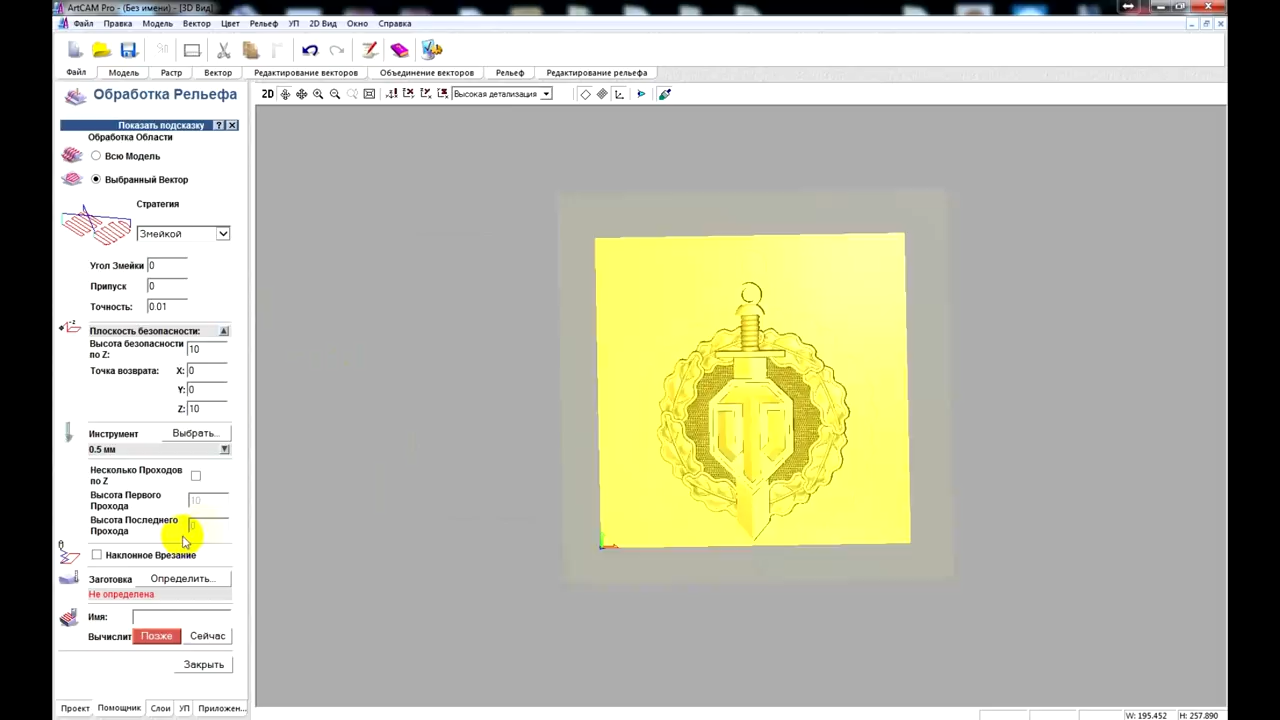 ArtCAM Pro - (Без имени) - [3D Вид]
Файл Правка Модель Вектор Цвет Рельеф УП 2D Вид Окно Справка
Файл Модель Растр Вектор Редактирование векторов Объединение векторов Рельеф Редактирование рельефа
Обработка Рельефа
2D Высокая детализация
Показать подсказку ?
Обработка Области
Всю Модель
Выбранный Вектор
Стратегия
Змейкой
Угол Змейки 0
Припуск 0
Точность: 0.01
Плоскость безопасности:
Высота безопасности
по Z: 10
Точка возврата: X: 0
Y: 0
Z: 10
Инструмент Выбрать...
0.5 мм
Несколько Проходов
по Z
Высота Первого
Прохода 10
Высота Последнего
Прохода 0
Наклонное Врезание
Заготовка Определить...
Не определена
Имя:
Вычислит Позже Сейчас
Закрыть
Проект Помощник Слои УП Приложен...
W: 195.452 H: 257.890